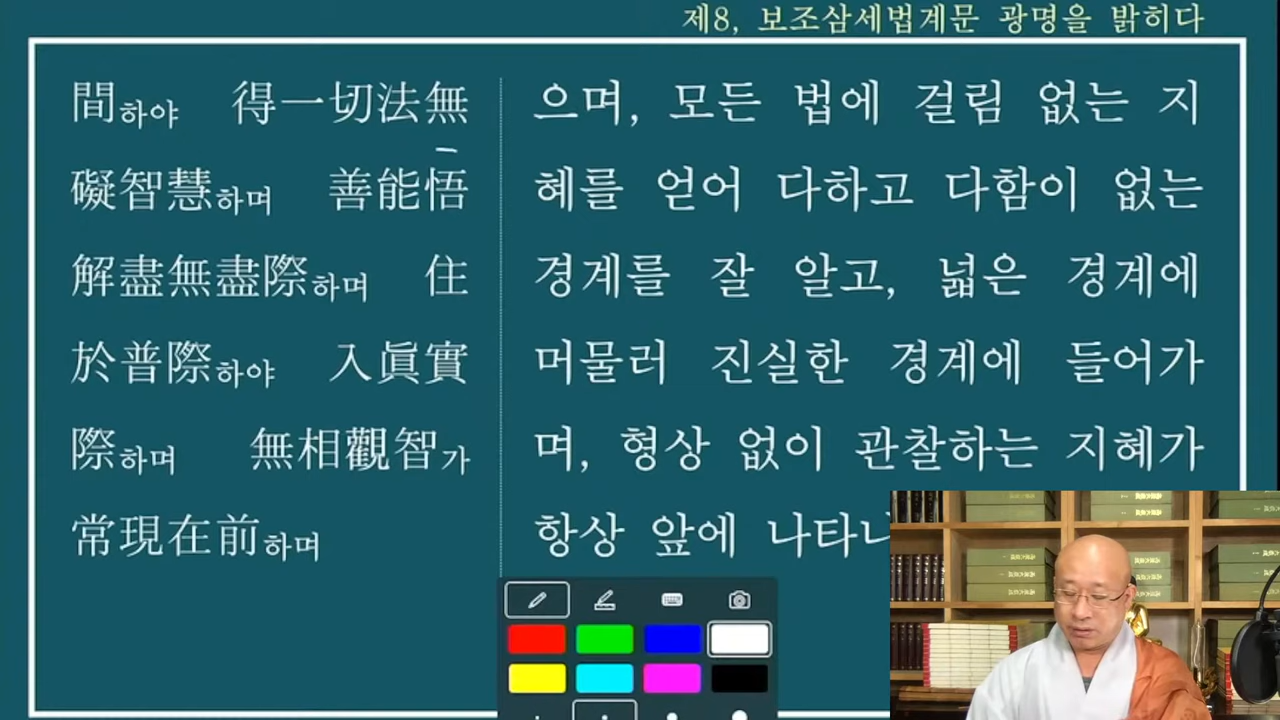 제8, 보조삼세법계문 광명을 밝히다
間하야 得一切法無
礙智慧하며 善能悟
解盡無盡際하며 住
於普際하야 入眞實
際하며 無相觀智가
常現在前하며
으며, 모든 법에 걸림 없는 지
혜를 얻어 다하고 다함이 없는
경계를 잘 알고, 넓은 경계에
머물러 진실한 경계에 들어가
며, 형상 없이 관찰하는 지혜가
항상 앞에